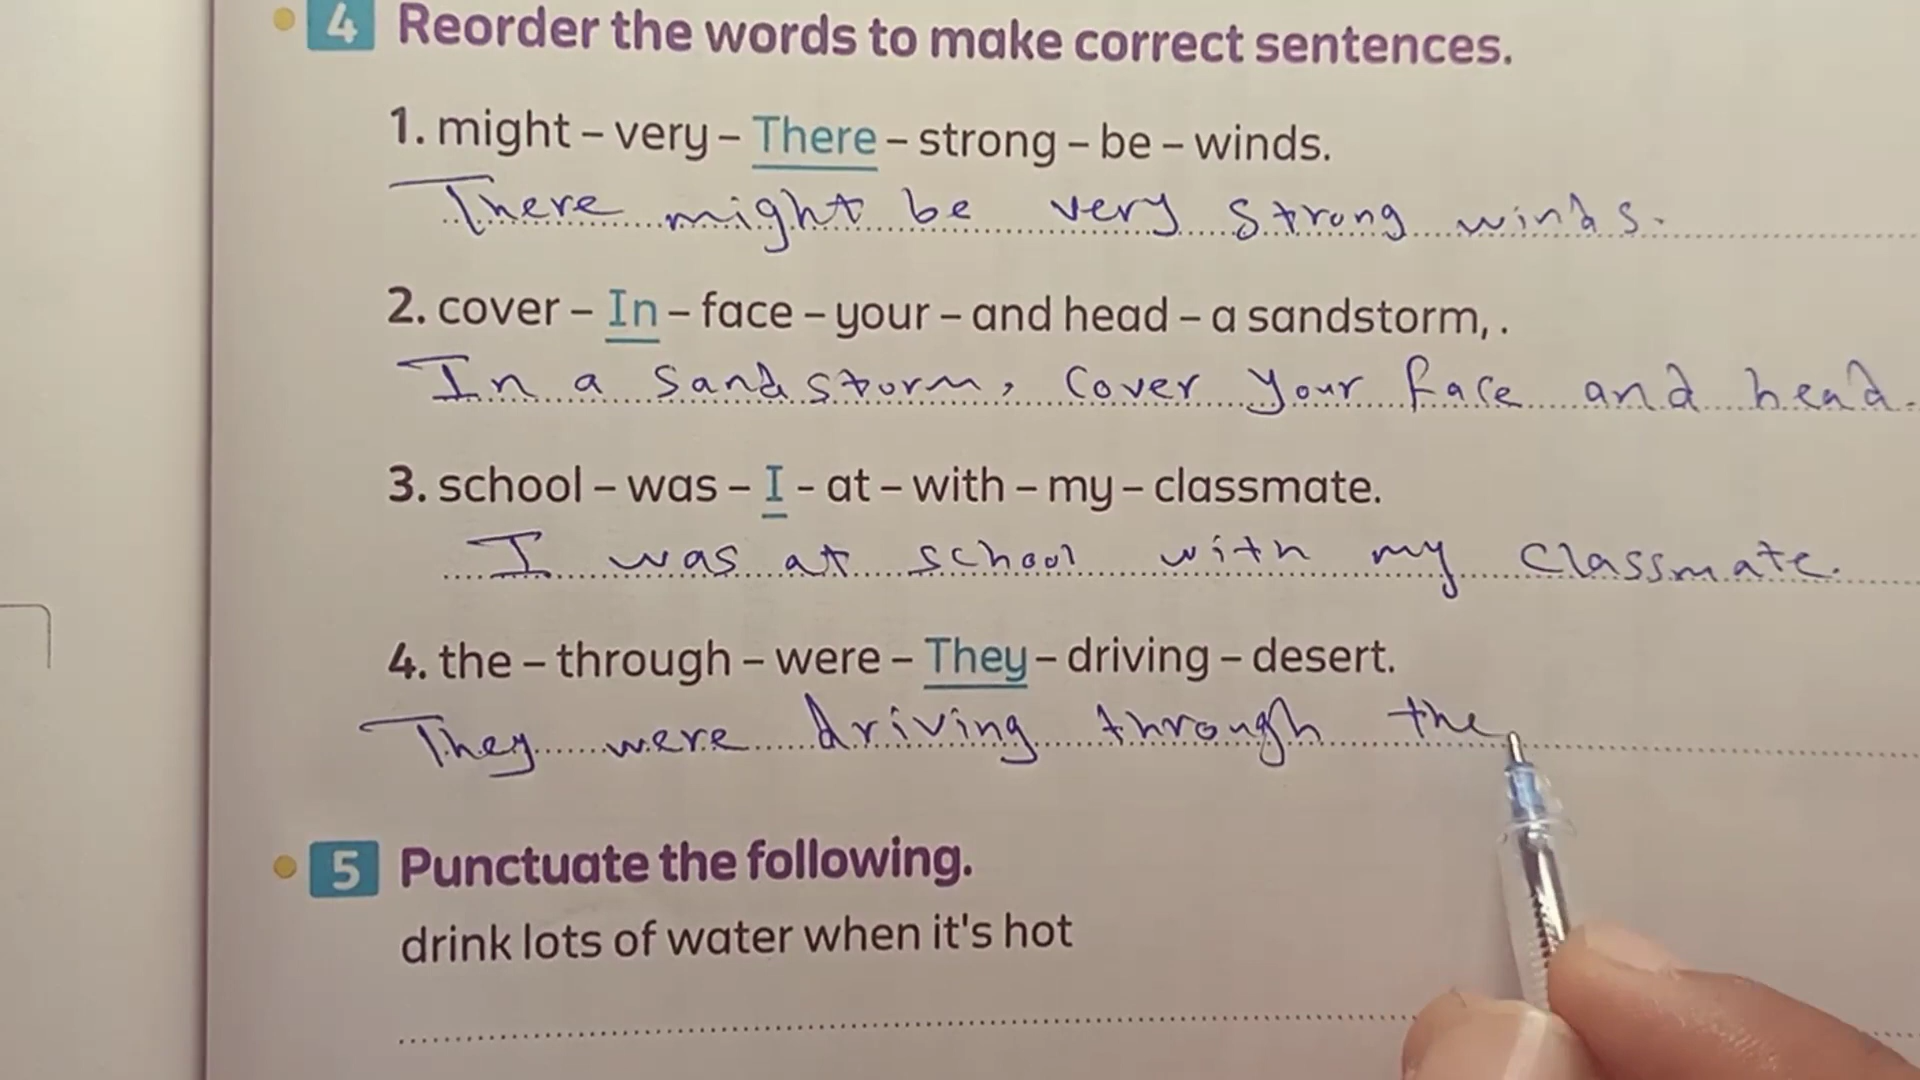 4 Reorder the words to make correct sentences.
1. might – very – There – strong – be – winds.
There might be very strong winds.
2. cover – In – face – your – and head – a sandstorm, .
In a sandstorm, cover your face and head.
3. school – was – I - at – with – my – classmate.
I was at school with my classmate.
4. the – through – were – They – driving – desert.
They were driving through the
5 Punctuate the following.
drink lots of water when it's hot